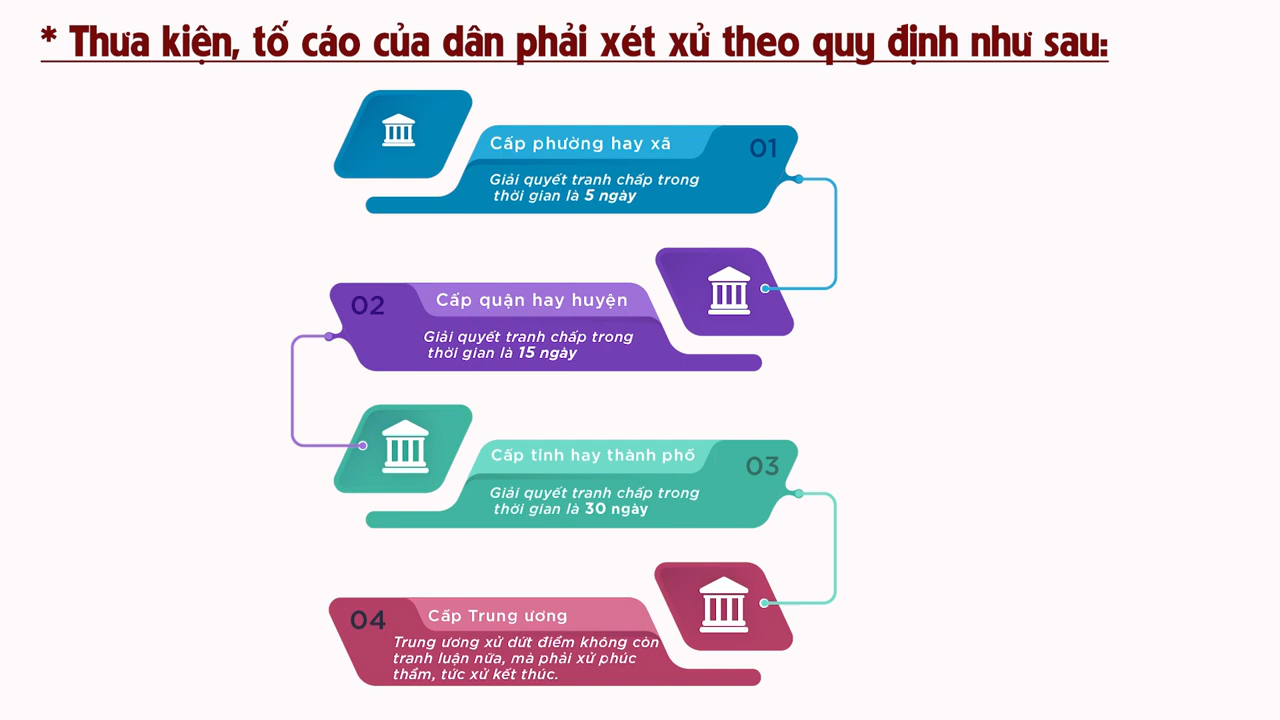 * Thưa kiện, tố cáo của dân phải xét xử theo quy định như sau:
Cấp phường hay xã
01
Giải quyết tranh chấp trong
thời gian là 5 ngày
02
Cấp quận hay huyện
Giải quyết tranh chấp trong
thời gian là 15 ngày
Cấp tỉnh hay thành phố
03
Giải quyết tranh chấp trong
thời gian là 30 ngày
04
Cấp Trung ương
Trung ương xử dứt điểm không còn
tranh luận nữa, mà phải xử phúc
thẩm, tức xử kết thúc.